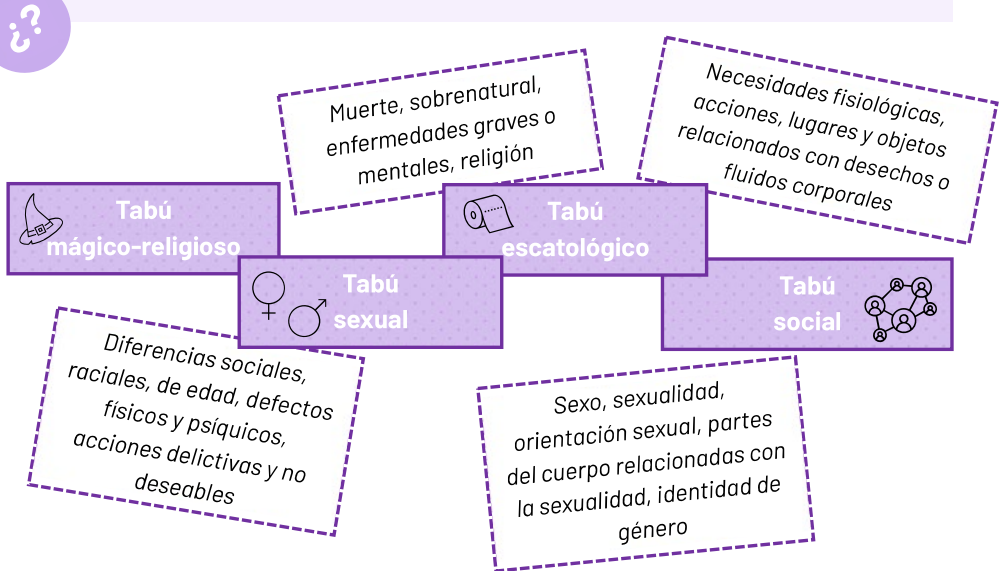 ¿?
Muerte, sobrenatural,
enfermedades graves o
mentales, religión
Necesidades fisiológicas,
acciones, lugares y objetos
relacionados con desechos o
fluidos corporales
Tabú
mágico-religioso
Tabú
escatológico
Tabú
sexual
Tabú
social
Diferencias sociales,
raciales, de edad, defectos
físicos y psíquicos,
acciones delictivas y no
deseables
Sexo, sexualidad,
orientación sexual, partes
del cuerpo relacionadas con
la sexualidad, identidad de
género